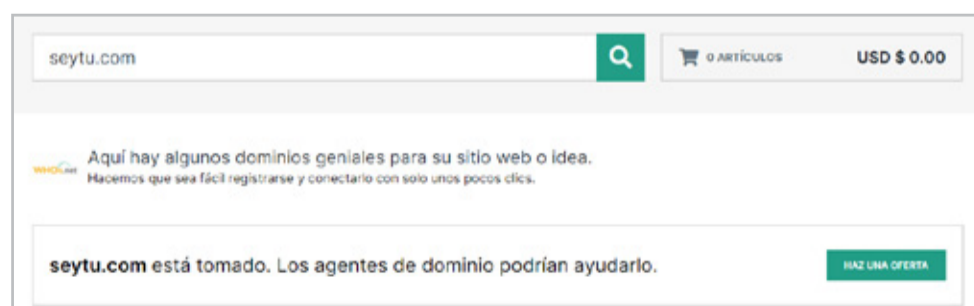 seytu.com
0 ARTÍCULOS
USD $ 0.00
Aquí hay algunos dominios geniales para su sitio web o idea.
WHOIS.net
Hacemos que sea fácil registrarse y conectarlo con solo unos pocos clics.
seytu.com está tomado. Los agentes de dominio podrían ayudarlo.
HAZ UNA OFERTA